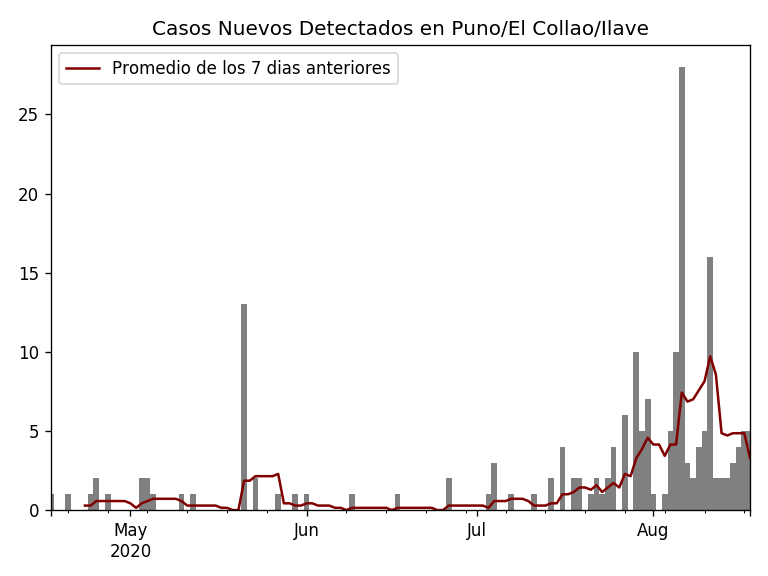 Casos Nuevos Detectados en Puno/El Collao/Ilave
Promedio de los 7 dias anteriores
25
20
15
10
5
0
May
2020
Jun
Jul
Aug